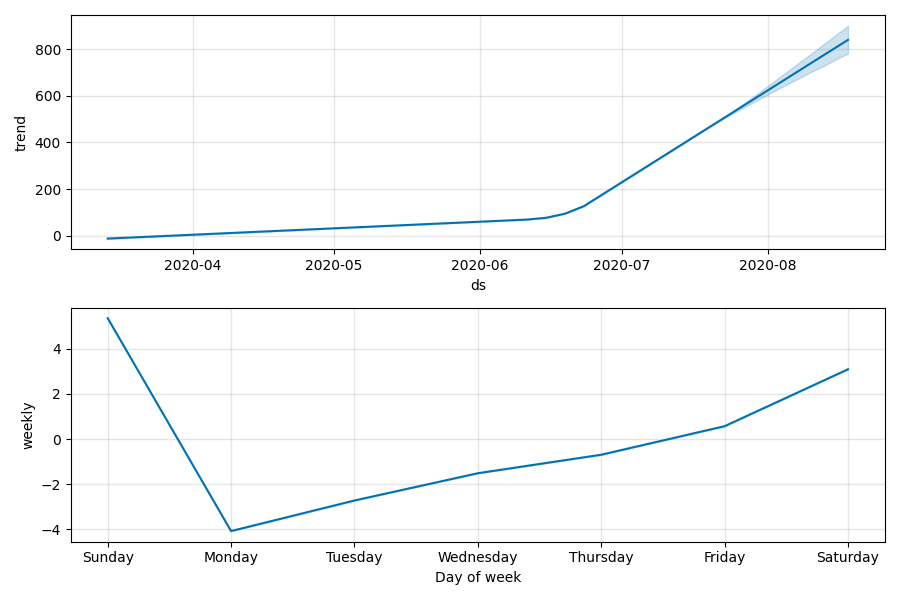 800
600
400
200
0
trend
2020-04 2020-05 2020-06 2020-07 2020-08
ds
4
2
0
−2
−4
weekly
Sunday Monday Tuesday Wednesday Thursday Friday Saturday
Day of week